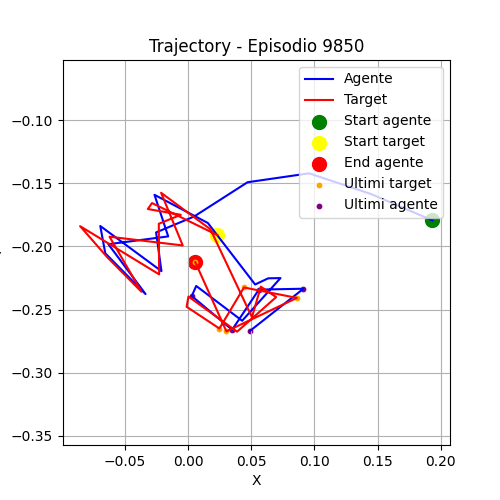 Trajectory - Episodio 9850
Agente
Target
Start agente
Start target
End agente
Ultimi target
Ultimi agente
−0.10
−0.15
−0.20
−0.25
−0.30
−0.35
−0.05
0.00
0.05
0.10
0.15
0.20
X